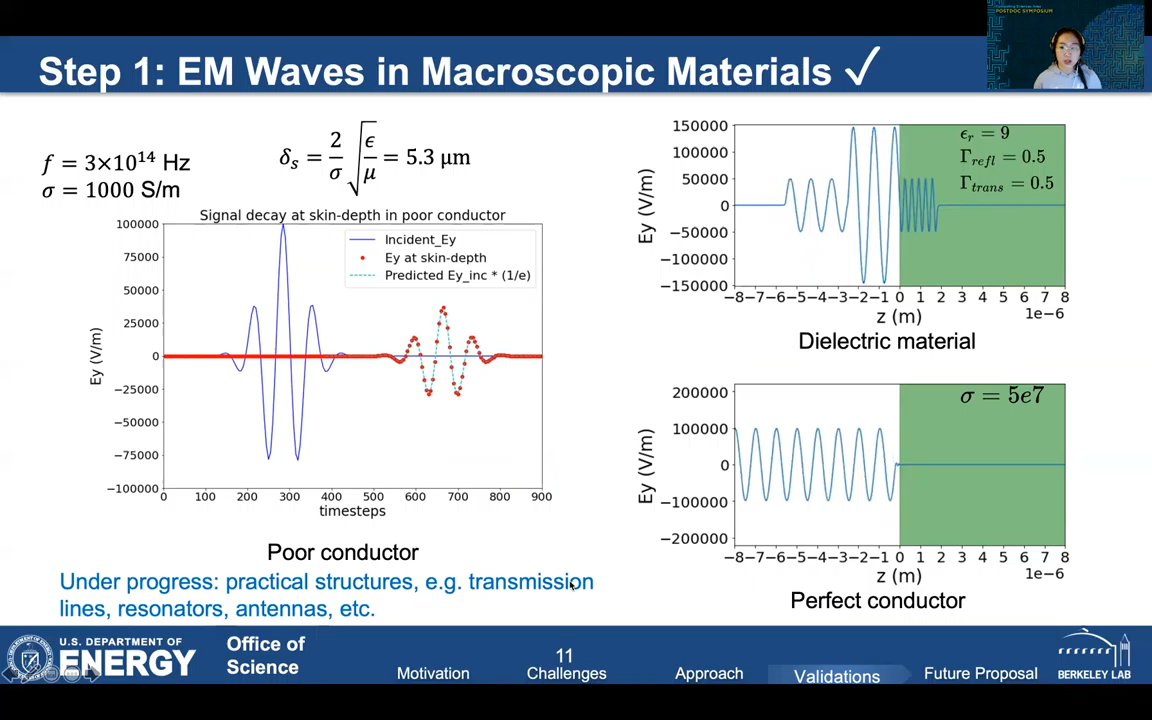 Computing Sciences Area
POSTDOC SYMPOSIUM
Step 1: EM Waves in Macroscopic Materials ✓
f = 3×10¹⁴ Hz
σ = 1000 S/m
δₛ = 2/σ √(ϵ/μ) = 5.3 μm
Signal decay at skin-depth in poor conductor
Incident_Ey
Ey at skin-depth
Predicted Ey_inc * (1/e)
100000
75000
50000
25000
0
−25000
−50000
−75000
−100000
Ey (V/m)
0 100 200 300 400 500 600 700 800 900
timesteps
Poor conductor
Under progress: practical structures, e.g. transmission
lines, resonators, antennas, etc.
150000
100000
50000
0
−50000
−100000
−150000
Ey (V/m)
ϵᵣ = 9
Γ_refl = 0.5
Γ_trans = 0.5
−8−7−6−5−4−3−2−1 0 1 2 3 4 5 6 7 8
z (m)
1e−6
Dielectric material
200000
100000
0
−100000
−200000
Ey (V/m)
σ = 5e7
−8−7−6−5−4−3−2−1 0 1 2 3 4 5 6 7 8
z (m)
1e−6
Perfect conductor
U.S. DEPARTMENT OF
ENERGY
Office of
Science
11
Motivation
Challenges
Approach
Validations
Future Proposal
BERKELEY LAB